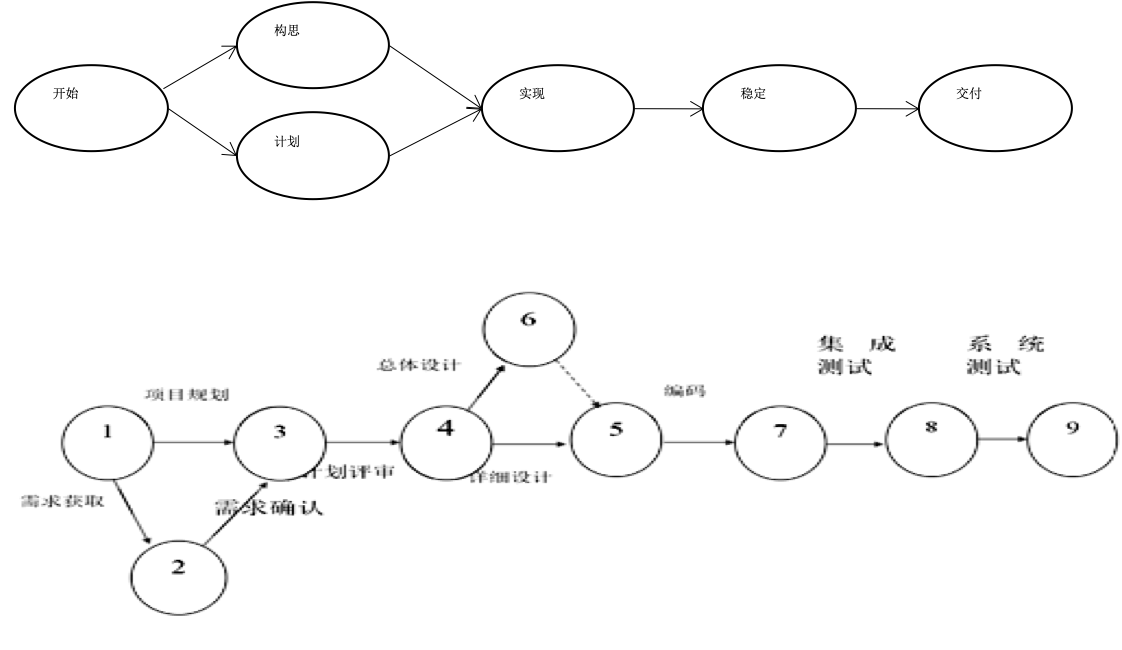 构思
开始
实现
稳定
交付
计划
6
集 成
测试
系 统
测试
总体设计
项目规划
编码
1
3
4
5
7
8
9
计划评审
详细设计
需求获取
需求确认
2